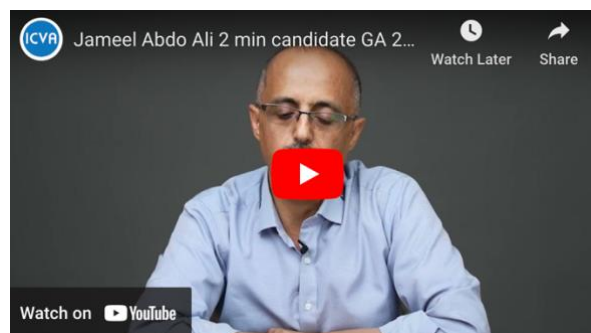 ICVA
Jameel Abdo Ali 2 min candidate GA 2...
Watch Later
Share
Watch on YouTube